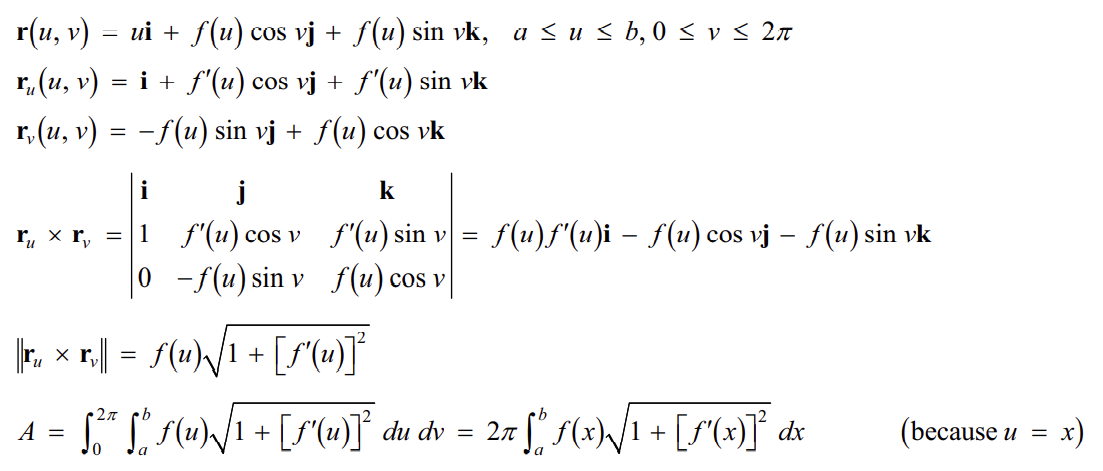 r(u, v) = ui + f(u) cos vj + f(u) sin vk, a ≤ u ≤ b, 0 ≤ v ≤ 2π
r_u(u, v) = i + f′(u) cos vj + f′(u) sin vk
r_v(u, v) = −f(u) sin vj + f(u) cos vk
r_u × r_v = | i j k ; 1 f′(u) cos v f′(u) sin v ; 0 −f(u) sin v f(u) cos v | = f(u)f′(u)i − f(u) cos vj − f(u) sin vk
‖r_u × r_v‖ = f(u)√(1 + [f′(u)]²)
A = ∫₀^{2π} ∫_a^b f(u)√(1 + [f′(u)]²) du dv = 2π ∫_a^b f(x)√(1 + [f′(x)]²) dx (because u = x)